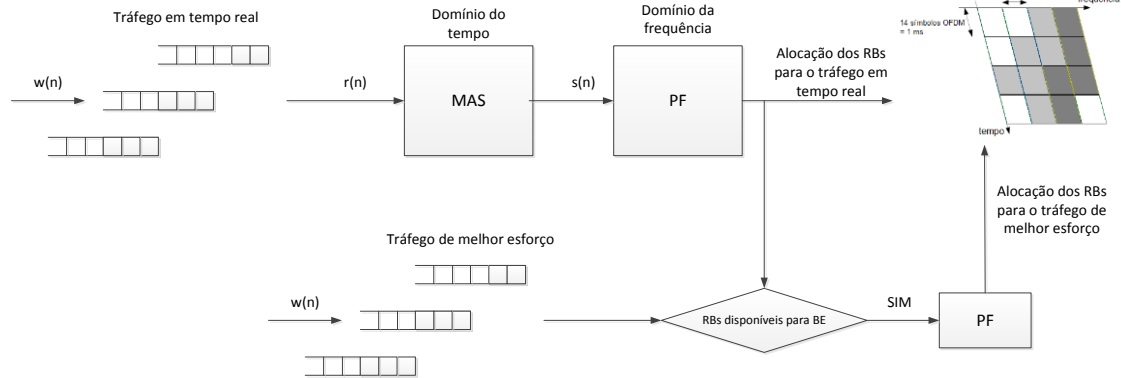 Tráfego em tempo real
w(n)
r(n)
Domínio do
tempo
MAS
s(n)
Domínio da
frequência
PF
Alocação dos RBs
para o tráfego em
tempo real
14 símbolos OFDM
= 1 ms
tempo
Alocação dos RBs
para o tráfego de
melhor esforço
Tráfego de melhor esforço
w(n)
RBs disponíveis para BE
SIM
PF